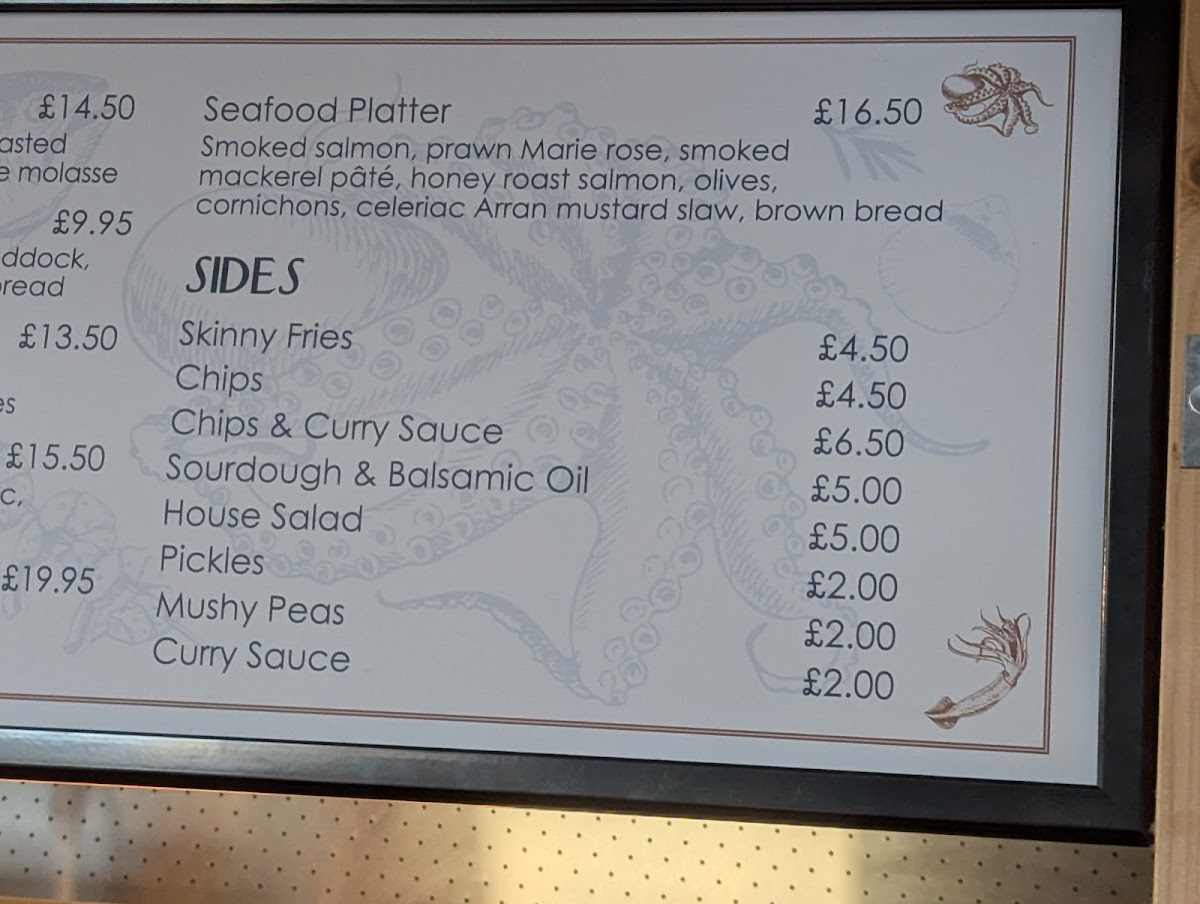 £14.50
asted
e molasse
£9.95
ddock,
read
£13.50
es
£15.50
c,
£19.95
Seafood Platter £16.50
Smoked salmon, prawn Marie rose, smoked
mackerel pâté, honey roast salmon, olives,
cornichons, celeriac Arran mustard slaw, brown bread
SIDES
Skinny Fries £4.50
Chips £4.50
Chips & Curry Sauce £6.50
Sourdough & Balsamic Oil £5.00
House Salad £5.00
Pickles £2.00
Mushy Peas £2.00
Curry Sauce £2.00